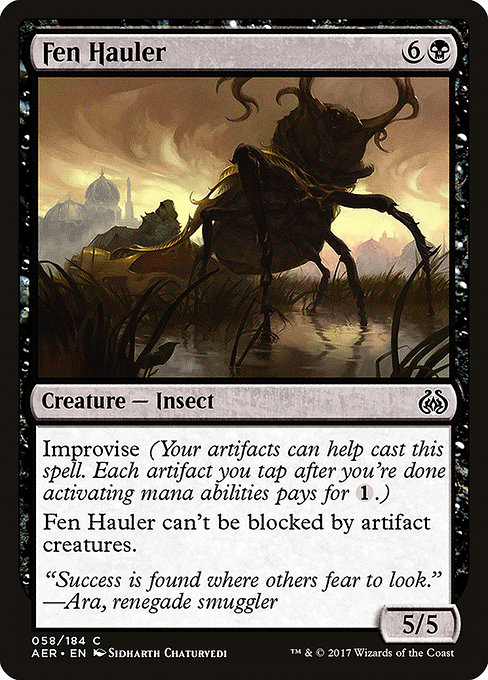 Fen Hauler 6
Creature — Insect
Improvise (Your artifacts can help cast this
spell. Each artifact you tap after you're done
activating mana abilities pays for 1.)
Fen Hauler can't be blocked by artifact
creatures.
"Success is found where others fear to look."
—Ara, renegade smuggler
5/5
058/184 C
AER • EN Sidharth Chaturvedi
™ & © 2017 Wizards of the Coast